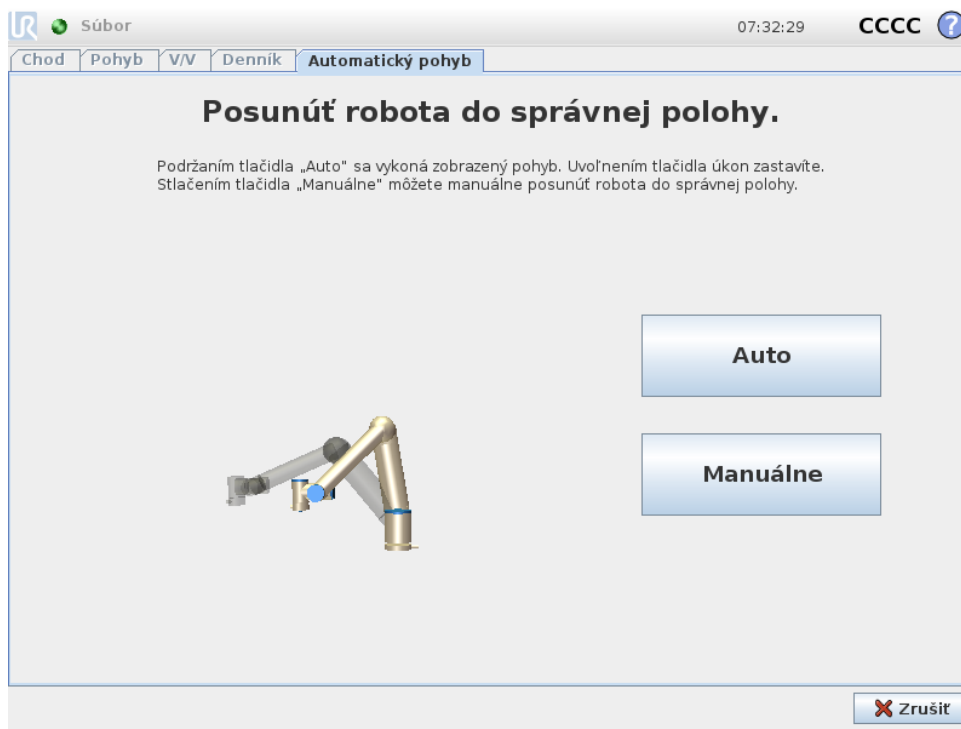 UR Súbor 07:32:29 CCCC ?
Chod Pohyb V/V Denník Automatický pohyb
Posunúť robota do správnej polohy.
Podržaním tlačidla „Auto" sa vykoná zobrazený pohyb. Uvoľnením tlačidla úkon zastavíte.
Stlačením tlačidla „Manuálne" môžete manuálne posunúť robota do správnej polohy.
Auto
Manuálne
Zrušiť